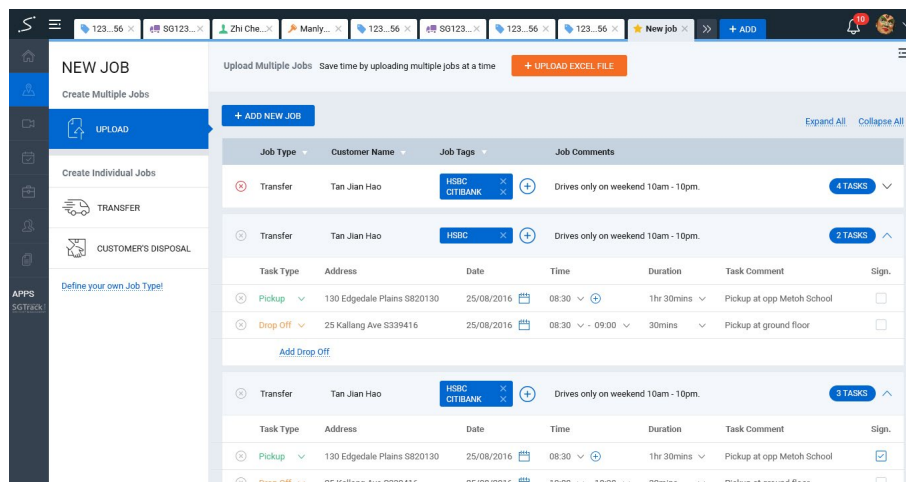 123...56
SG123...
Zhi Che...
Manly...
123...56
SG123...
123...56
123...56
New job
+ ADD
10
NEW JOB
Create Multiple Jobs
UPLOAD
Create Individual Jobs
TRANSFER
CUSTOMER'S DISPOSAL
Define your own Job Type!
APPS
SGTrack
Upload Multiple Jobs Save time by uploading multiple jobs at a time + UPLOAD EXCEL FILE
+ ADD NEW JOB
Expand All Collapse All
Job Type Customer Name Job Tags Job Comments
Transfer Tan Jian Hao HSBC CITIBANK Drives only on weekend 10am - 10pm. 4 TASKS
Transfer Tan Jian Hao HSBC Drives only on weekend 10am - 10pm. 2 TASKS
Task Type Address Date Time Duration Task Comment Sign.
Pickup 130 Edgedale Plains S820130 25/08/2016 08:30 1hr 30mins Pickup at opp Metoh School
Drop Off 25 Kallang Ave S339416 25/08/2016 08:30 - 09:00 30mins Pickup at ground floor
Add Drop Off
Transfer Tan Jian Hao HSBC CITIBANK Drives only on weekend 10am - 10pm. 3 TASKS
Task Type Address Date Time Duration Task Comment Sign.
Pickup 130 Edgedale Plains S820130 25/08/2016 08:30 1hr 30mins Pickup at opp Metoh School